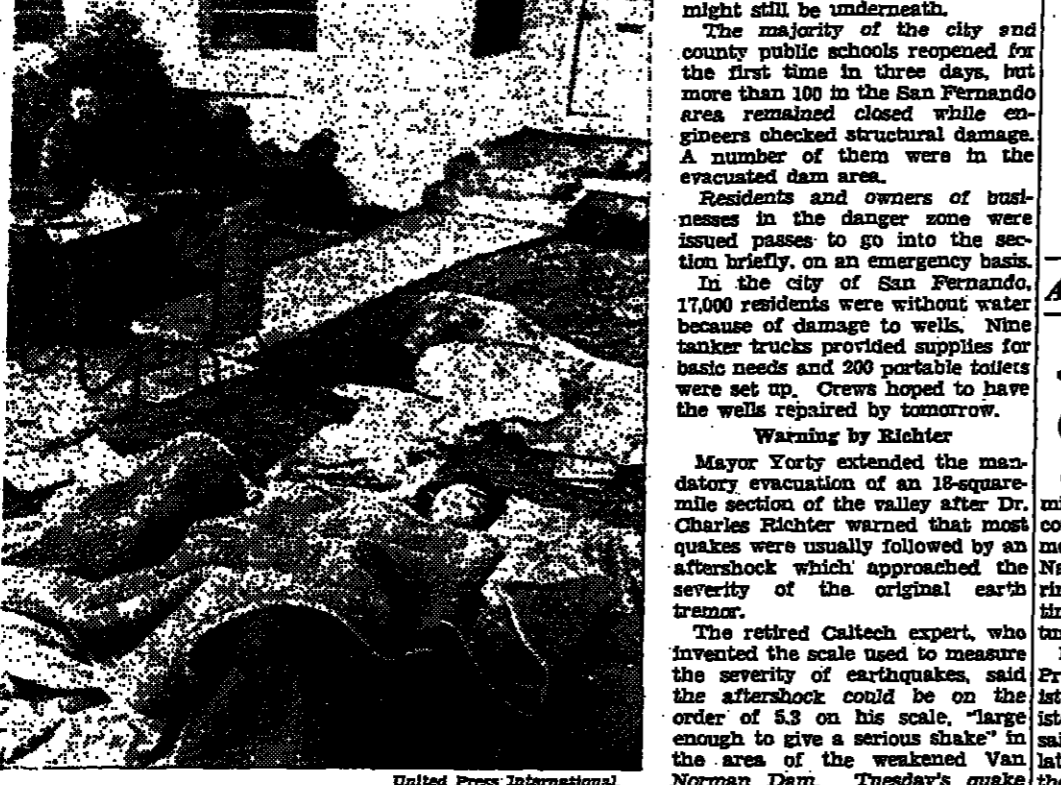 might still be underneath.
The majority of the city and
county public schools reopened for
the first time in three days, but
more than 100 in the San Fernando
area remained closed while en-
gineers checked structural damage.
A number of them were in the
evacuated dam area.
Residents and owners of busi-
nesses in the danger zone were
issued passes to go into the sec-
tion briefly, on an emergency basis.
In the city of San Fernando,
17,000 residents were without water
because of damage to wells. Nine
tanker trucks provided supplies for
basic needs and 200 portable toilets
were set up. Crews hoped to have
the wells repaired by tomorrow.
Warning by Richter
Mayor Yorty extended the man-
datory evacuation of an 18-square-
mile section of the valley after Dr.
Charles Richter warned that most
quakes were usually followed by an
aftershock which approached the
severity of the original earth
tremor.
The retired Caltech expert, who
invented the scale used to measure
the severity of earthquakes, said
the aftershock could be on the
order of 5.3 on his scale, "large
enough to give a serious shake" in
the area of the weakened Van
Norman Dam. Tuesday's quake
United Press International